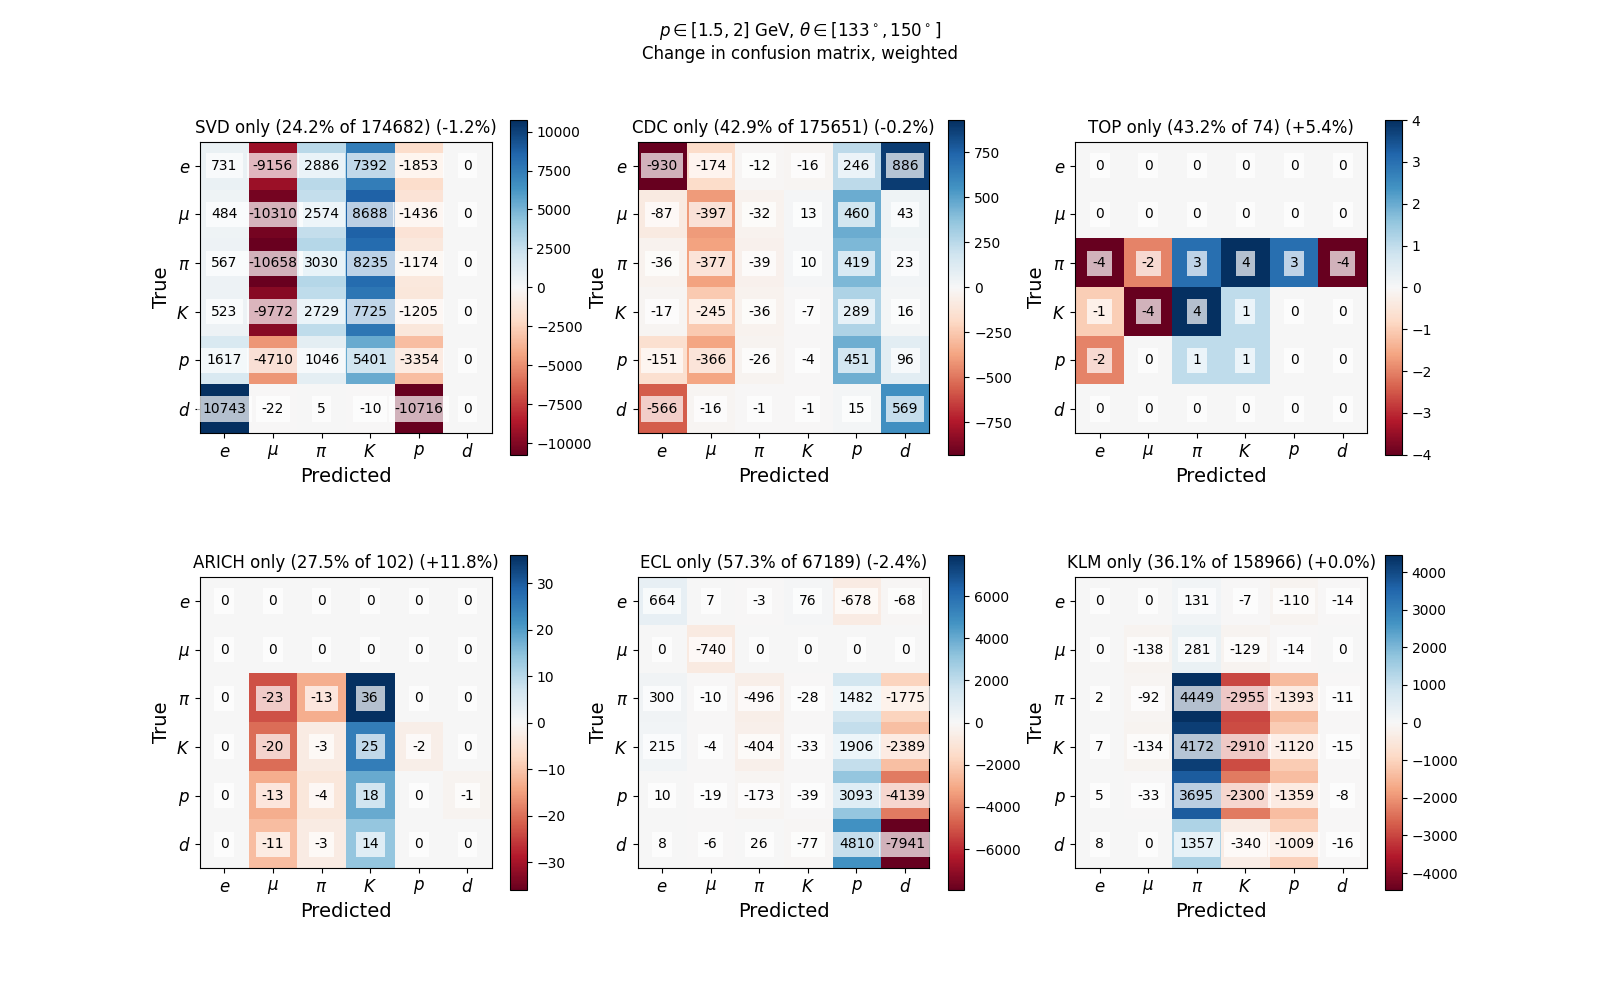 p ∈ [1.5, 2] GeV, θ ∈ [133°, 150°]
Change in confusion matrix, weighted
SVD only (24.2% of 174682) (-1.2%)
True
e 731 -9156 2886 7392 -1853 0
μ 484 -10310 2574 8688 -1436 0
π 567 -10658 3030 8235 -1174 0
K 523 -9772 2729 7725 -1205 0
p 1617 -4710 1046 5401 -3354 0
d 10743 -22 5 -10 -10716 0
e μ π K p d
Predicted
10000
7500
5000
2500
0
−2500
−5000
−7500
−10000
CDC only (42.9% of 175651) (-0.2%)
True
e -930 -174 -12 -16 246 886
μ -87 -397 -32 13 460 43
π -36 -377 -39 10 419 23
K -17 -245 -36 -7 289 16
p -151 -366 -26 -4 451 96
d -566 -16 -1 -1 15 569
e μ π K p d
Predicted
750
500
250
0
−250
−500
−750
TOP only (43.2% of 74) (+5.4%)
True
e 0 0 0 0 0 0
μ 0 0 0 0 0 0
π -4 -2 3 4 3 -4
K -1 -4 4 1 0 0
p -2 0 1 1 0 0
d 0 0 0 0 0 0
e μ π K p d
Predicted
4
3
2
1
0
−1
−2
−3
−4
ARICH only (27.5% of 102) (+11.8%)
True
e 0 0 0 0 0 0
μ 0 0 0 0 0 0
π 0 -23 -13 36 0 0
K 0 -20 -3 25 -2 0
p 0 -13 -4 18 0 -1
d 0 -11 -3 14 0 0
e μ π K p d
Predicted
30
20
10
0
−10
−20
−30
ECL only (57.3% of 67189) (-2.4%)
True
e 664 7 -3 76 -678 -68
μ 0 -740 0 0 0 0
π 300 -10 -496 -28 1482 -1775
K 215 -4 -404 -33 1906 -2389
p 10 -19 -173 -39 3093 -4139
d 8 -6 26 -77 4810 -7941
e μ π K p d
Predicted
6000
4000
2000
0
−2000
−4000
−6000
KLM only (36.1% of 158966) (+0.0%)
True
e 0 0 131 -7 -110 -14
μ 0 -138 281 -129 -14 0
π 2 -92 4449 -2955 -1393 -11
K 7 -134 4172 -2910 -1120 -15
p 5 -33 3695 -2300 -1359 -8
d 8 0 1357 -340 -1009 -16
e μ π K p d
Predicted
4000
3000
2000
1000
0
−1000
−2000
−3000
−4000